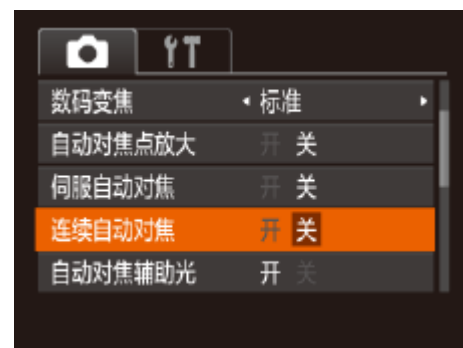 数码变焦 标准
自动对焦点放大 开 关
伺服自动对焦 开 关
连续自动对焦 开 关
自动对焦辅助光 开 关